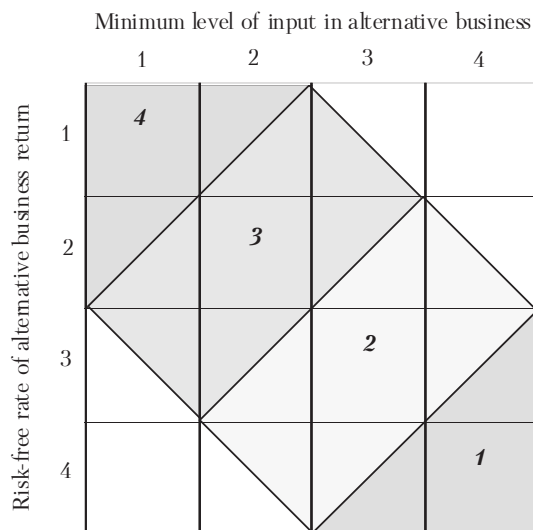 Minimum level of input in alternative business
1 2 3 4
Risk-free rate of alternative business return
1
4
2
3
3
2
4
1